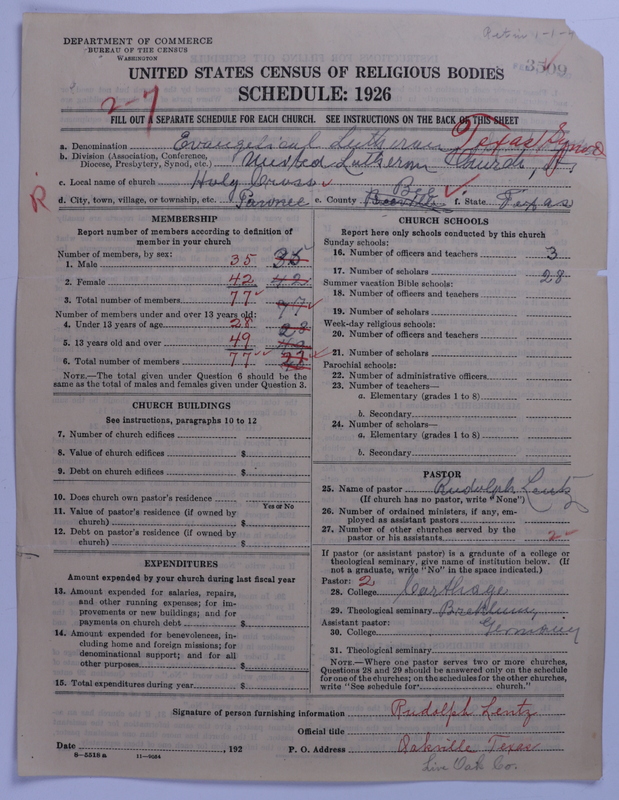 DEPARTMENT OF COMMERCE
BUREAU OF THE CENSUS
WASHINGTON
3509
UNITED STATES CENSUS OF RELIGIOUS BODIES
SCHEDULE: 1926
2-7
FILL OUT A SEPARATE SCHEDULE FOR EACH CHURCH. SEE INSTRUCTIONS ON THE BACK OF THIS SHEET
a. Denomination Evangelical Lutheran Texas Synod
b. Division (Association, Conference, Diocese, Presbytery, Synod, etc.) United Lutheran Church,
c. Local name of church Holy Cross
R.
d. City, town, village, or township, etc. Pawnee e. County Beeville Bee f. State Texas
MEMBERSHIP
Report number of members according to definition of
member in your church
Number of members, by sex:
1. Male 35 35
2. Female 42 42
3. Total number of members 77 77
Number of members under and over 13 years old:
4. Under 13 years of age 28 28
5. 13 years old and over 49
6. Total number of members 77 77
NOTE.—The total given under Question 6 should be the
same as the total of males and females given under Question 3.
CHURCH BUILDINGS
See instructions, paragraphs 10 to 12
7. Number of church edifices
8. Value of church edifices $
9. Debt on church edifices $
10. Does church own pastor's residence
Yes or No
11. Value of pastor's residence (if owned by
church) $
12. Debt on pastor's residence (if owned by
church) $
EXPENDITURES
Amount expended by your church during last fiscal year
13. Amount expended for salaries, repairs,
and other running expenses; for im-
provements or new buildings; and for
payments on church debt $
14. Amount expended for benevolences, in-
cluding home and foreign missions; for
denominational support; and for all
other purposes $
15. Total expenditures during year $
CHURCH SCHOOLS
Report here only schools conducted by this church
Sunday schools:
16. Number of officers and teachers 3
17. Number of scholars 28
Summer vacation Bible schools:
18. Number of officers and teachers
19. Number of scholars
Week-day religious schools:
20. Number of officers and teachers
21. Number of scholars
Parochial schools:
22. Number of administrative officers
23. Number of teachers—
a. Elementary (grades 1 to 8)
b. Secondary
24. Number of scholars—
a. Elementary (grades 1 to 8)
b. Secondary
PASTOR
25. Name of pastor Rudolph Lentz
(If church has no pastor, write "None")
26. Number of ordained ministers, if any, em-
ployed as assistant pastors
27. Number of other churches served by the
pastor or his assistants 2
If pastor (or assistant pastor) is a graduate of a college or
theological seminary, give name of institution below. (If
not a graduate, write "No" in the space indicated.)
Pastor: 2
28. College Carthage
29. Theological seminary Breklum,
Assistant pastor: Germany
30. College
31. Theological seminary
NOTE.—Where one pastor serves two or more churches,
Questions 28 and 29 should be answered only on the schedule
for one of the churches; on the schedules for the other churches,
write "See schedule for church."
Signature of person furnishing information Rudolph Lentz
Official title
Date , 192 P. O. Address Oakville Texas
8—5518a 11—9034
Live Oak Co.